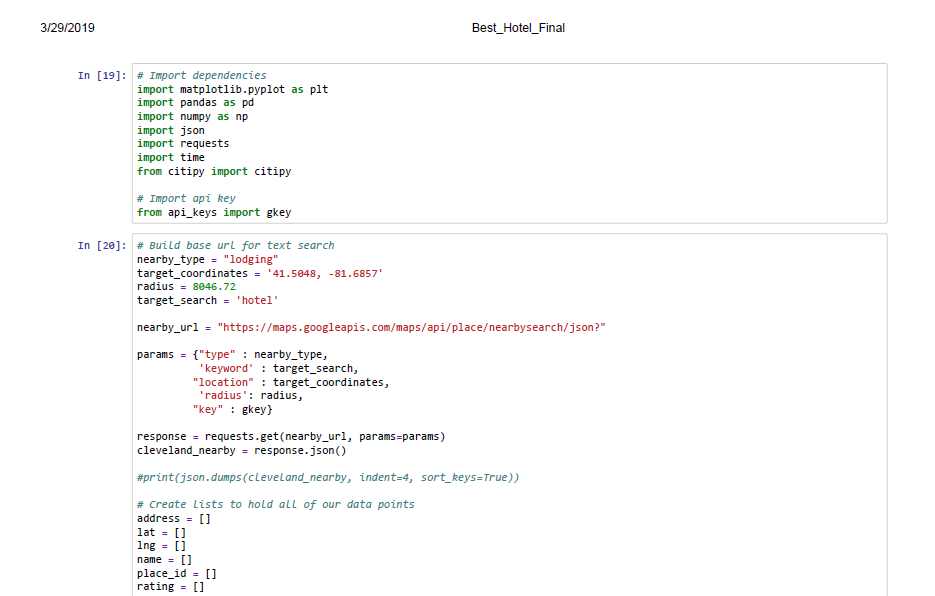 3/29/2019 Best_Hotel_Final
In [19]: # Import dependencies
import matplotlib.pyplot as plt
import pandas as pd
import numpy as np
import json
import requests
import time
from citipy import citipy

# Import api key
from api_keys import gkey

In [20]: # Build base url for text search
nearby_type = "lodging"
target_coordinates = '41.5048, -81.6857'
radius = 8046.72
target_search = 'hotel'

nearby_url = "https://maps.googleapis.com/maps/api/place/nearbysearch/json?"

params = {"type" : nearby_type,
          'keyword' : target_search,
         "location" : target_coordinates,
          'radius': radius,
         "key" : gkey}

response = requests.get(nearby_url, params=params)
cleveland_nearby = response.json()

#print(json.dumps(cleveland_nearby, indent=4, sort_keys=True))

# Create lists to hold all of our data points
address = []
lat = []
lng = []
name = []
place_id = []
rating = []